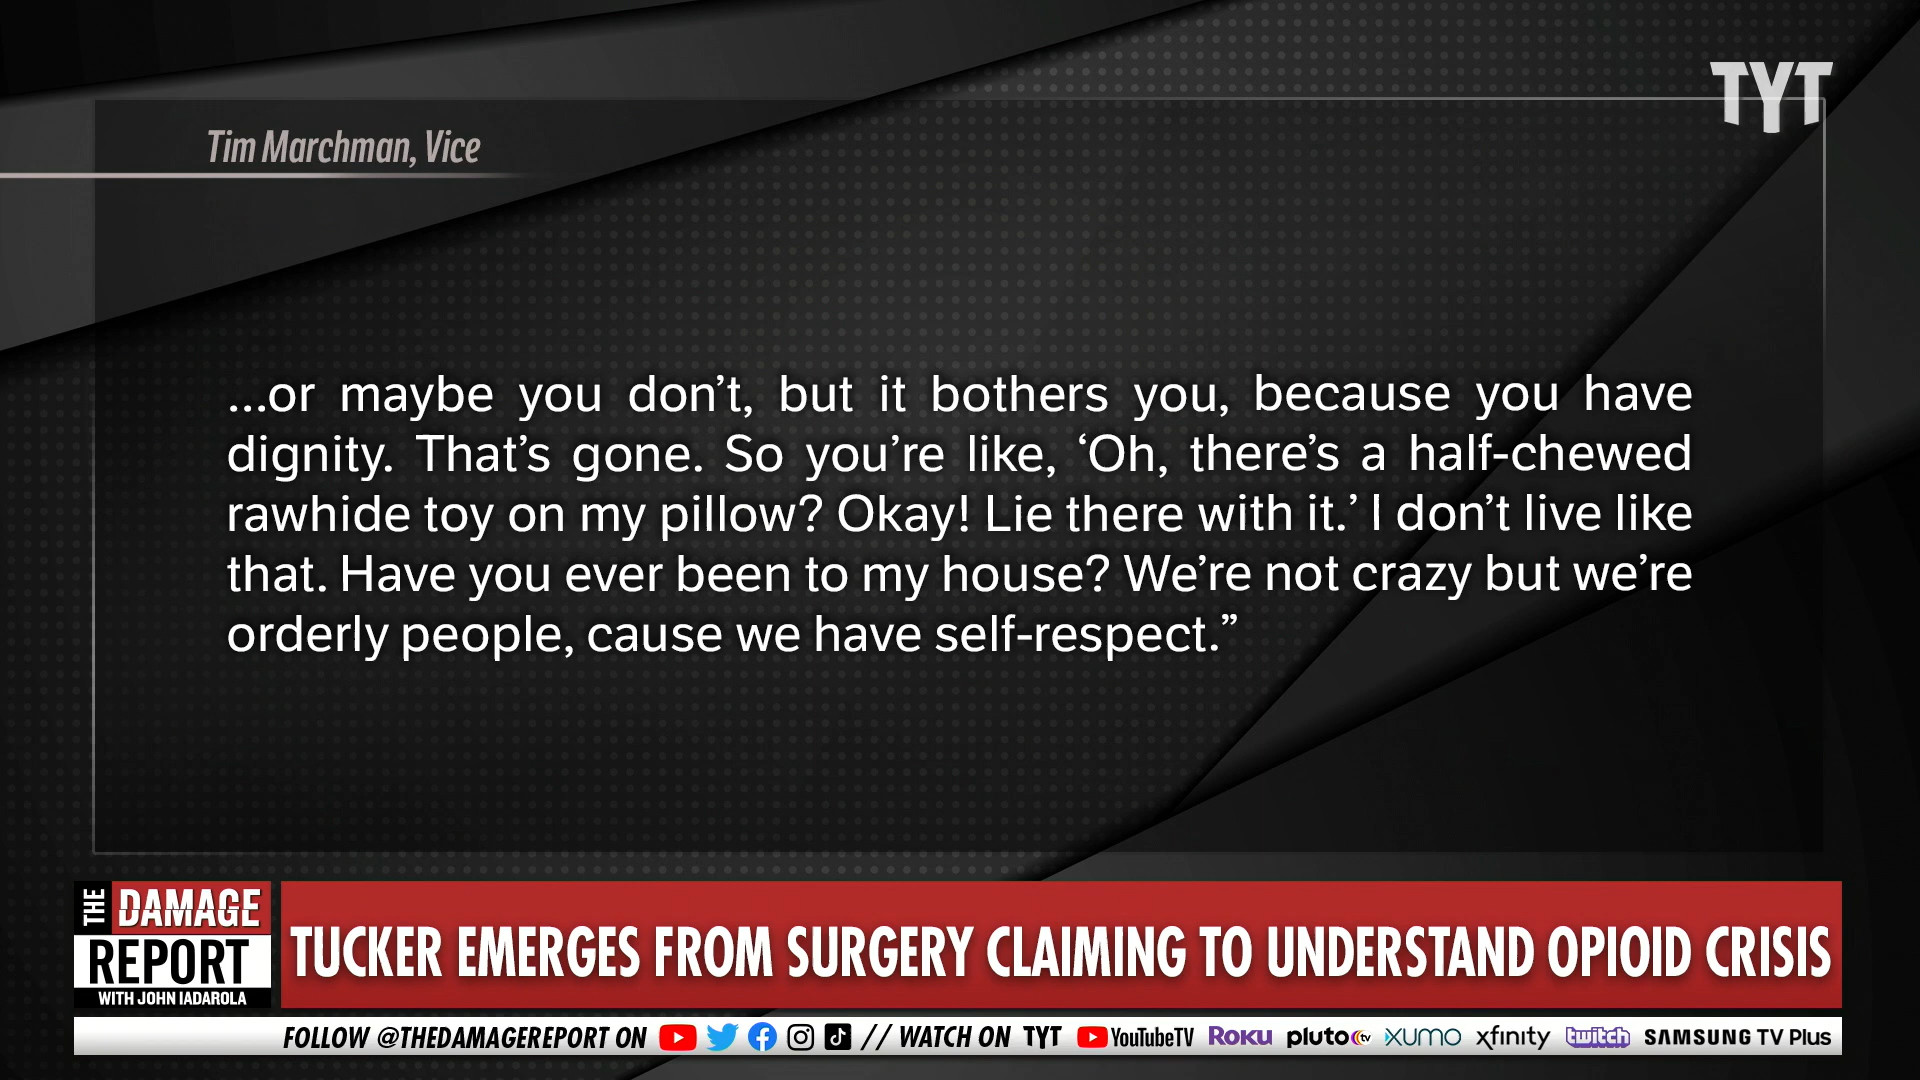 TYT
Tim Marchman, Vice
...or maybe you don’t, but it bothers you, because you have
dignity. That’s gone. So you’re like, ‘Oh, there’s a half-chewed
rawhide toy on my pillow? Okay! Lie there with it.’ I don’t live like
that. Have you ever been to my house? We’re not crazy but we’re
orderly people, cause we have self-respect.”
THE DAMAGE
REPORT
WITH JOHN IADAROLA
TUCKER EMERGES FROM SURGERY CLAIMING TO UNDERSTAND OPIOID CRISIS
FOLLOW @THEDAMAGEREPORT ON // WATCH ON TYT YouTubeTV Roku pluto tv xumo xfinity twitch SAMSUNG TV Plus